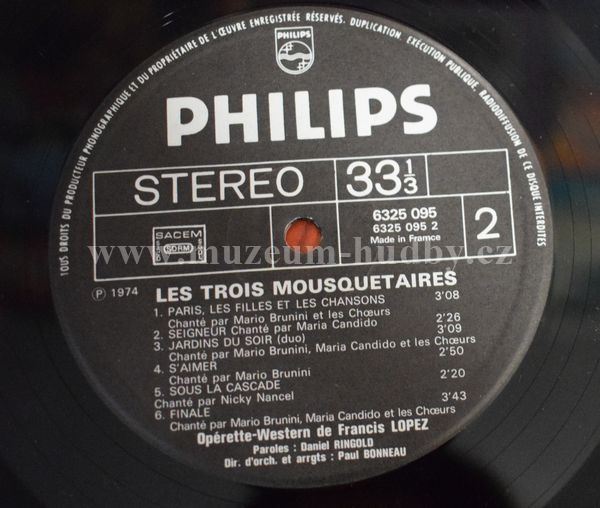 TOUS DROITS DU PRODUCTEUR PHONOGRAPHIQUE ET DU PROPRIÉTAIRE DE L'ŒUVRE ENREGISTRÉE RÉSERVÉS. DUPLICATION, EXÉCUTION PUBLIQUE, RADIODIFFUSION DE CE DISQUE INTERDITES
PHILIPS
PHILIPS
STEREO 33 1/3
SACEM
SDRM
6325 095
6325 095 2
Made in France
2
www.muzeum-hudby.cz
℗ 1974 LES TROIS MOUSQUETAIRES
1. PARIS, LES FILLES ET LES CHANSONS 3'08
Chanté par Mario Brunini et les Chœurs
2. SEIGNEUR Chanté par Maria Candido 2'26
3. JARDINS DU SOIR (duo) 3'09
Chanté par Mario Brunini, Maria Candido et les Chœurs
4. S'AIMER 2'50
Chanté par Mario Brunini
5. SOUS LA CASCADE 2'20
Chanté par Nicky Nancel
6. FINALE 3'43
Chanté par Mario Brunini, Maria Candido et les Chœurs
Opérette-Western de Francis LOPEZ
Paroles : Daniel RINGOLD
Dir. d'orch. et arrgts : Paul BONNEAU